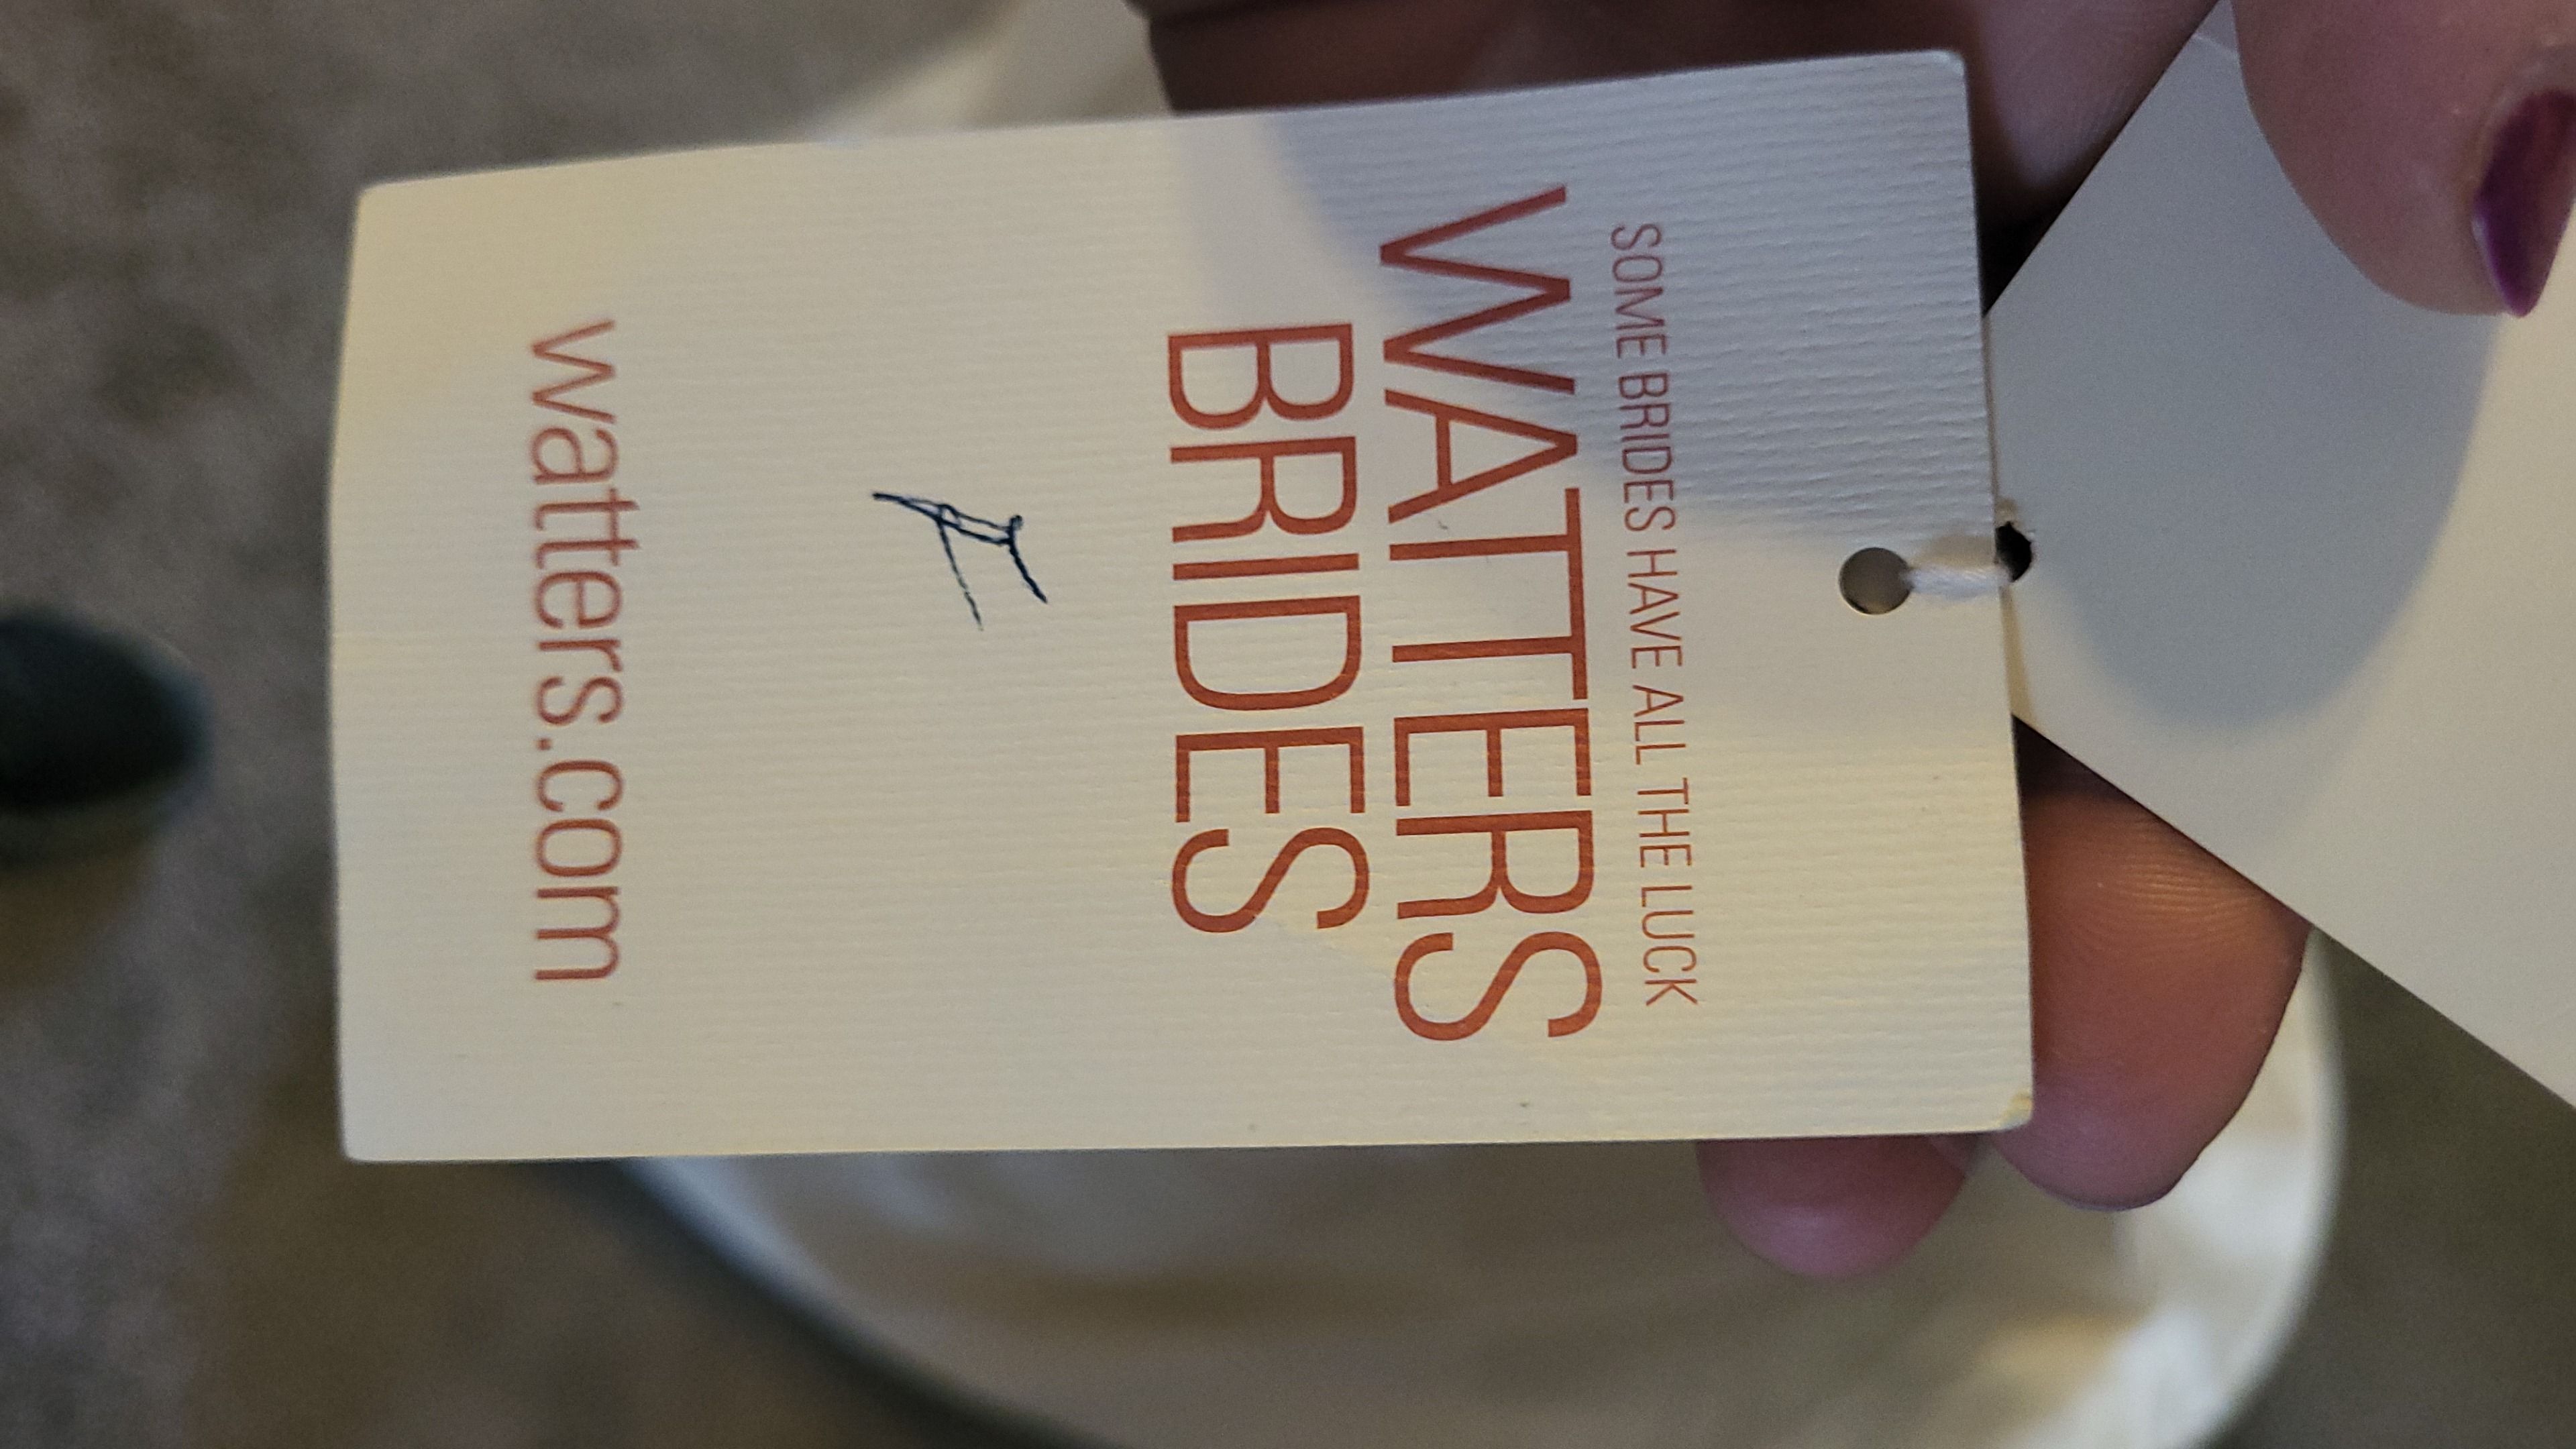 SOME BRIDES HAVE ALL THE LUCK
WATTERS
BRIDES
watters.com